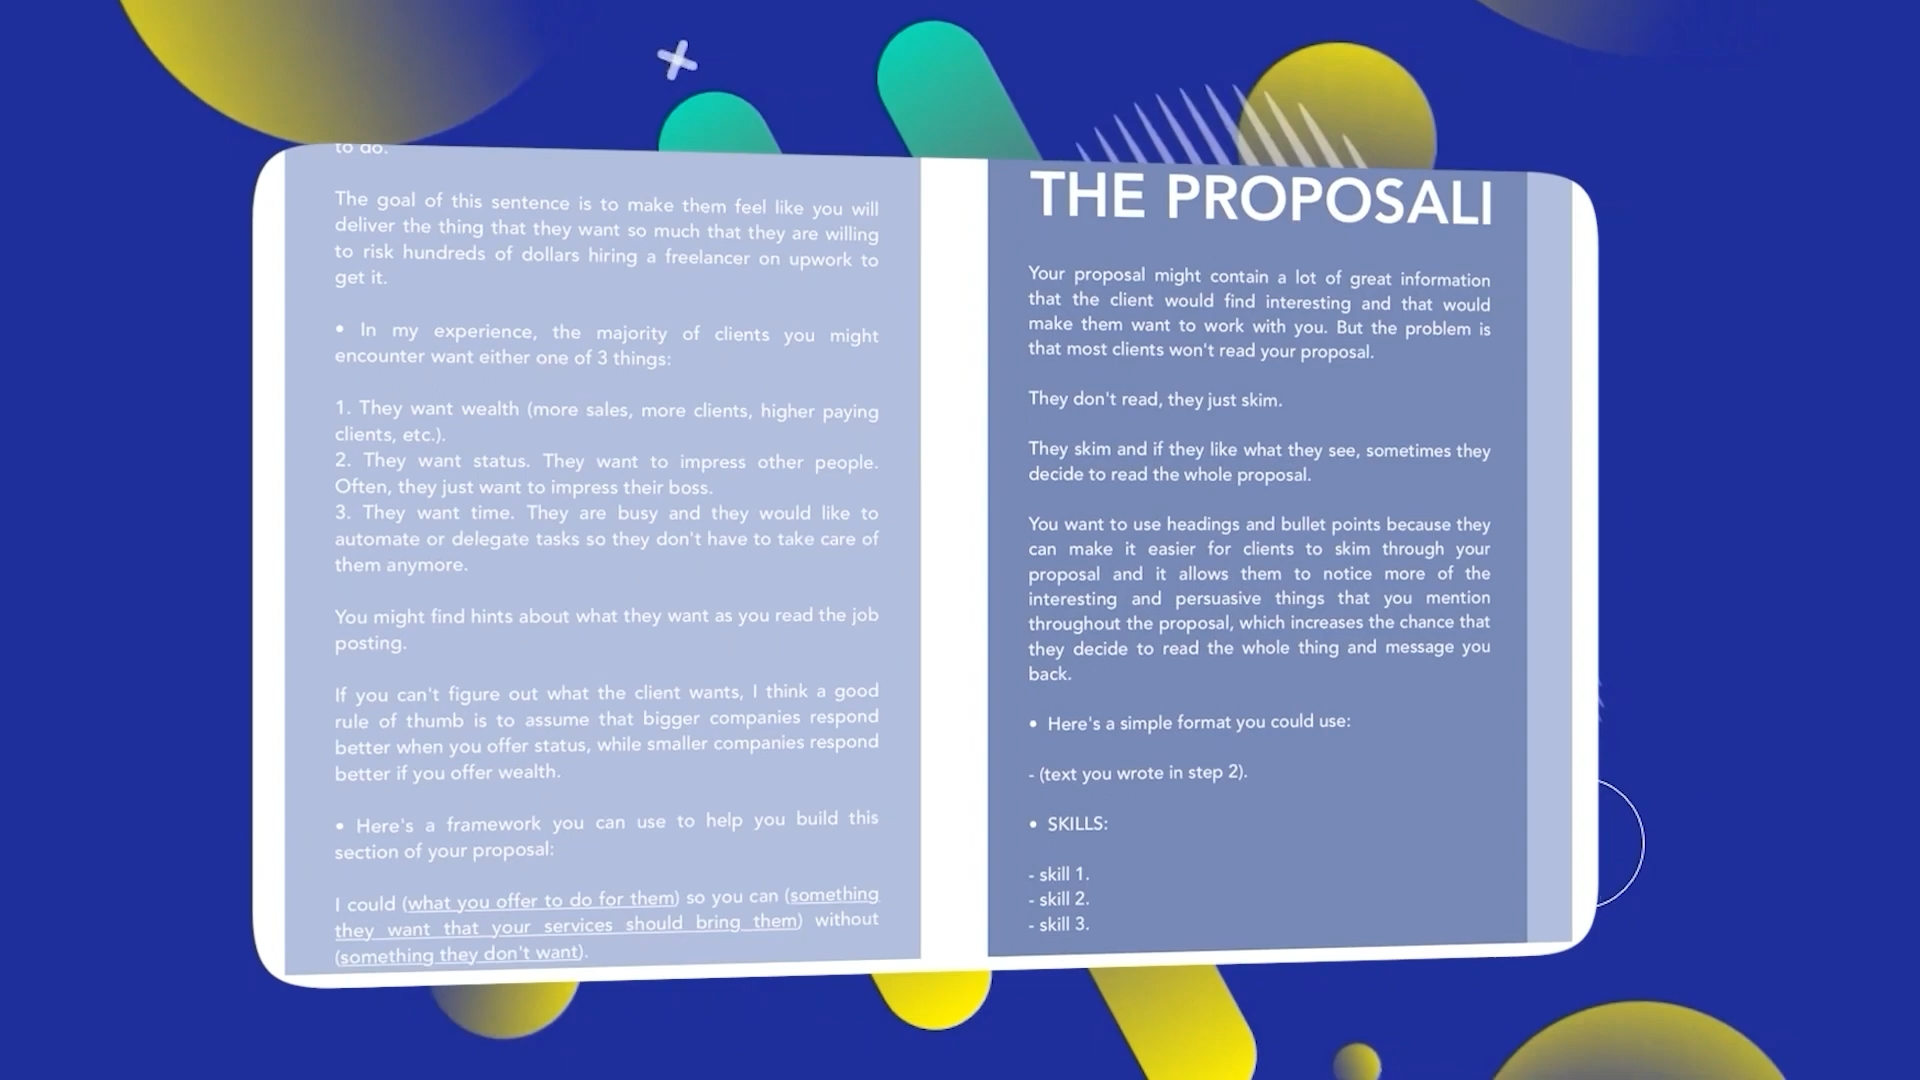 to do.
The goal of this sentence is to make them feel like you will
deliver the thing that they want so much that they are willing
to risk hundreds of dollars hiring a freelancer on upwork to
get it.
• In my experience, the majority of clients you might
encounter want either one of 3 things:
1. They want wealth (more sales, more clients, higher paying
clients, etc.).
2. They want status. They want to impress other people.
Often, they just want to impress their boss.
3. They want time. They are busy and they would like to
automate or delegate tasks so they don't have to take care of
them anymore.
You might find hints about what they want as you read the job
posting.
If you can't figure out what the client wants, I think a good
rule of thumb is to assume that bigger companies respond
better when you offer status, while smaller companies respond
better if you offer wealth.
• Here's a framework you can use to help you build this
section of your proposal:
I could (what you offer to do for them) so you can (something
they want that your services should bring them) without
(something they don't want).
THE PROPOSALI
Your proposal might contain a lot of great information
that the client would find interesting and that would
make them want to work with you. But the problem is
that most clients won't read your proposal.
They don't read, they just skim.
They skim and if they like what they see, sometimes they
decide to read the whole proposal.
You want to use headings and bullet points because they
can make it easier for clients to skim through your
proposal and it allows them to notice more of the
interesting and persuasive things that you mention
throughout the proposal, which increases the chance that
they decide to read the whole thing and message you
back.
• Here's a simple format you could use:
- (text you wrote in step 2).
• SKILLS:
- skill 1.
- skill 2.
- skill 3.